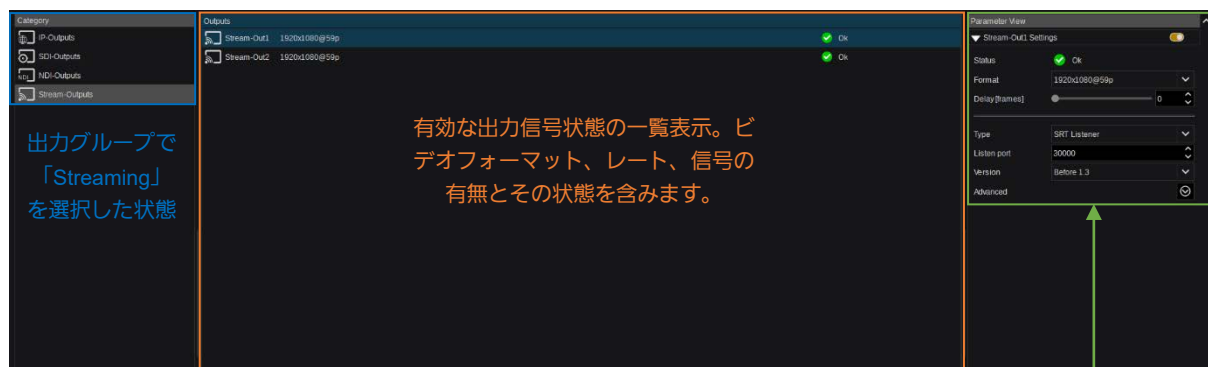 Category
IP-Outputs
SDI-Outputs
NDI-Outputs
Stream-Outputs
出力グループで
「Streaming」
を選択した状態
Outputs
Stream-Out1 1920x1080@59p Ok
Stream-Out2 1920x1080@59p Ok
有効な出力信号状態の一覧表示。ビ
デオフォーマット、レート、信号の
有無とその状態を含みます。
Parameter View
Stream-Out1 Settings
Status Ok
Format 1920x1080@59p
Delay[frames] 0
Type SRT Listener
Listen port 30000
Version Before 1.3
Advanced